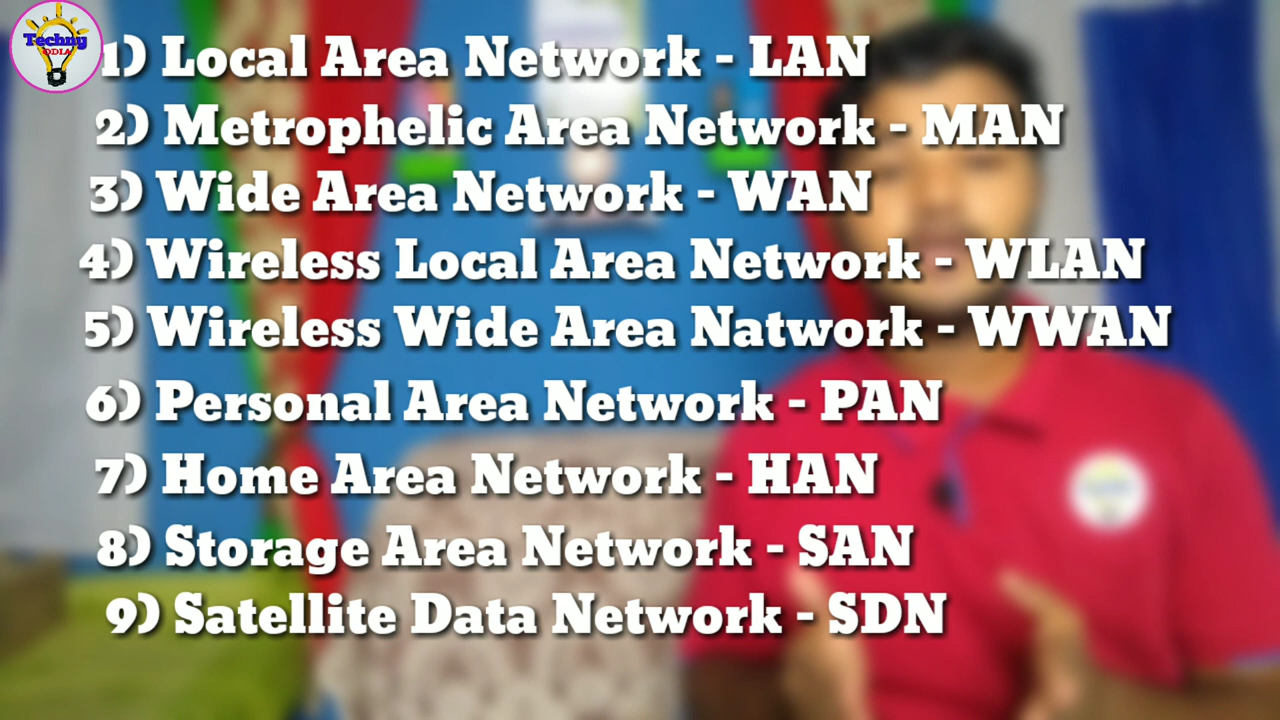 Techny
ODIA
1) Local Area Network - LAN
2) Metrophelic Area Network - MAN
3) Wide Area Network - WAN
4) Wireless Local Area Network - WLAN
5) Wireless Wide Area Natwork - WWAN
6) Personal Area Network - PAN
7) Home Area Network - HAN
8) Storage Area Network - SAN
9) Satellite Data Network - SDN